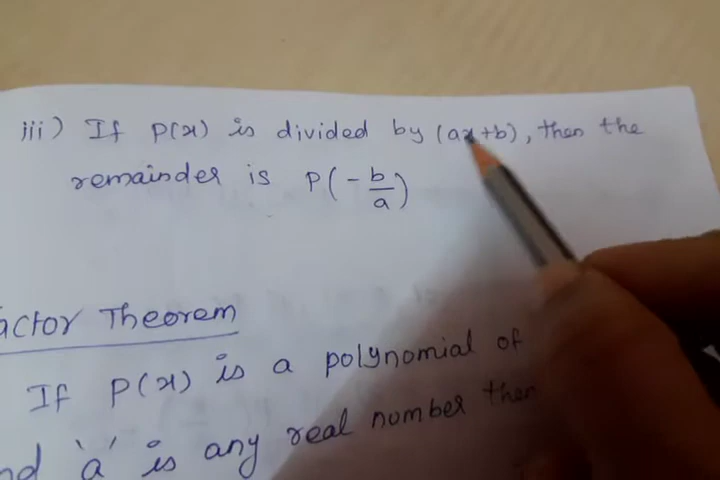 iii) If P(x) is divided by (ax+b), then the
remainder is P(-b/a)
actor Theorem
If P(x) is a polynomial of
nd 'a' is any real number then